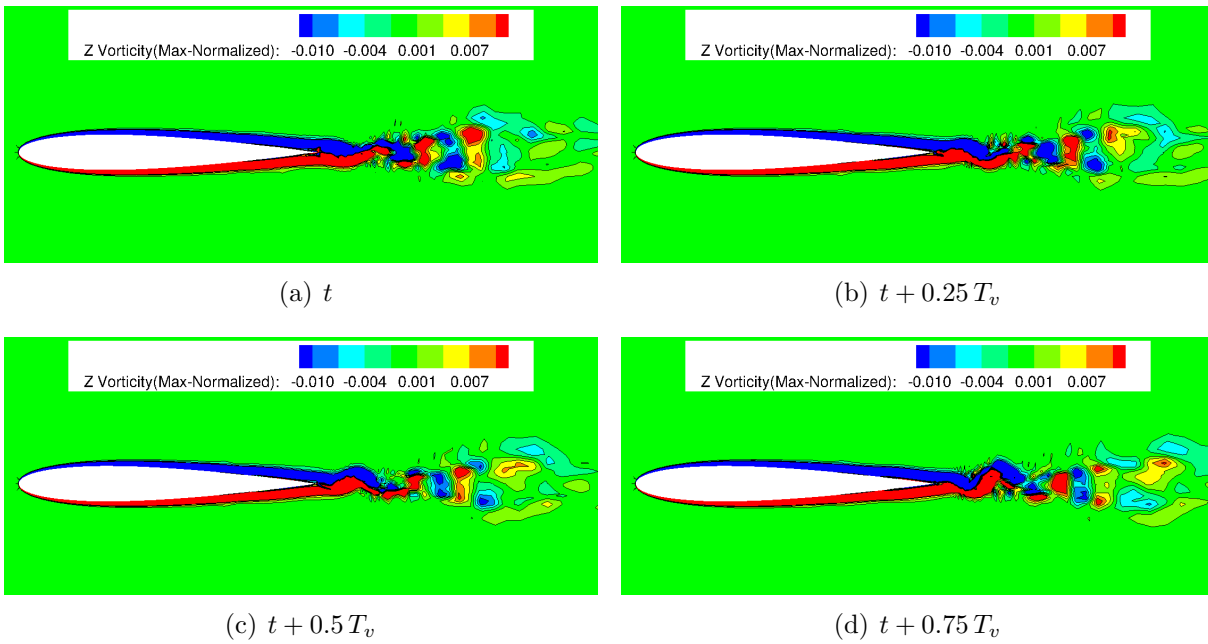 Z Vorticity(Max-Normalized): -0.010 -0.004 0.001 0.007
Z Vorticity(Max-Normalized): -0.010 -0.004 0.001 0.007
(a) t
(b) t + 0.25 T_v
Z Vorticity(Max-Normalized): -0.010 -0.004 0.001 0.007
Z Vorticity(Max-Normalized): -0.010 -0.004 0.001 0.007
(c) t + 0.5 T_v
(d) t + 0.75 T_v